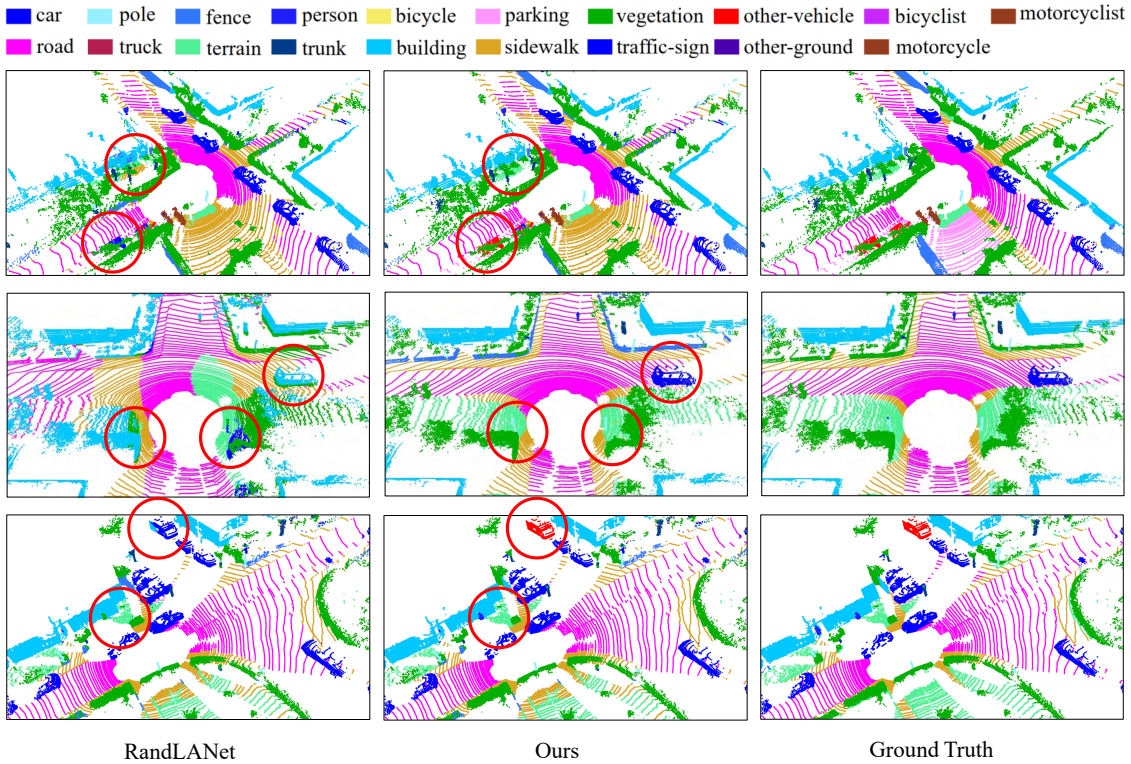 car pole fence person bicycle parking vegetation other-vehicle bicyclist motorcyclist
road truck terrain trunk building sidewalk traffic-sign other-ground motorcycle
RandLANet Ours Ground Truth